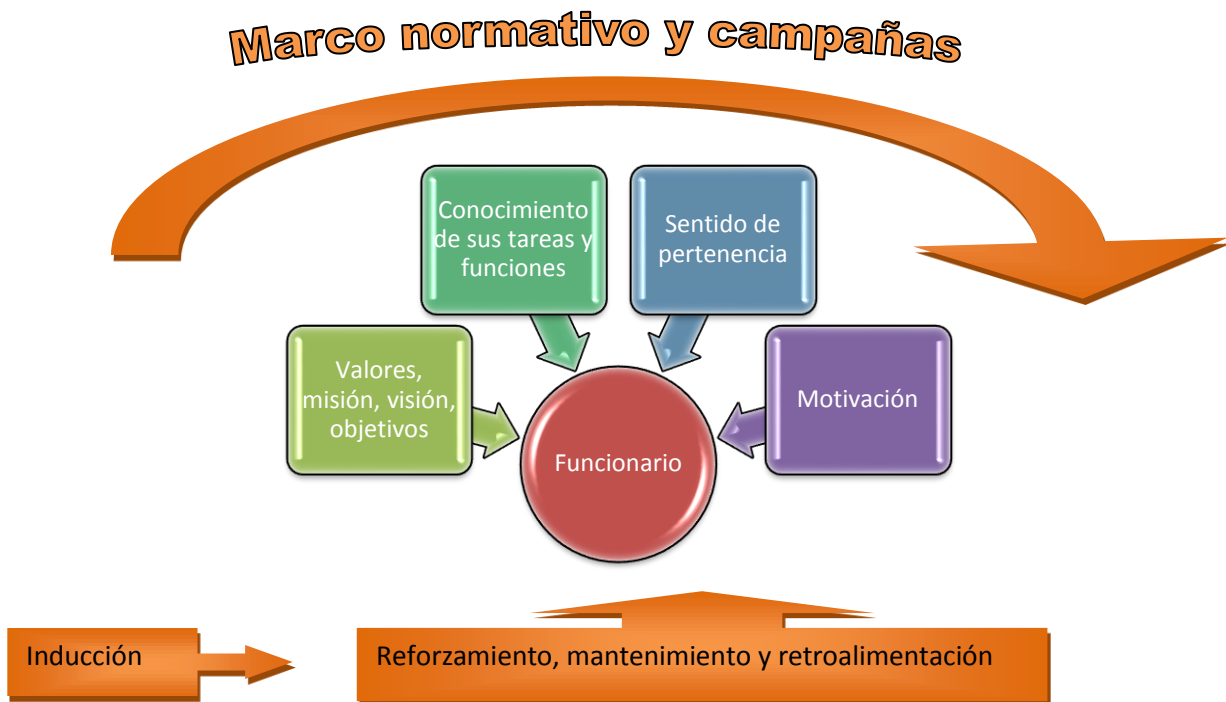 Marco normativo y campañas
Conocimiento
de sus tareas y
funciones
Sentido de
pertenencia
Valores,
misión, visión,
objetivos
Motivación
Funcionario
Inducción
Reforzamiento, mantenimiento y retroalimentación